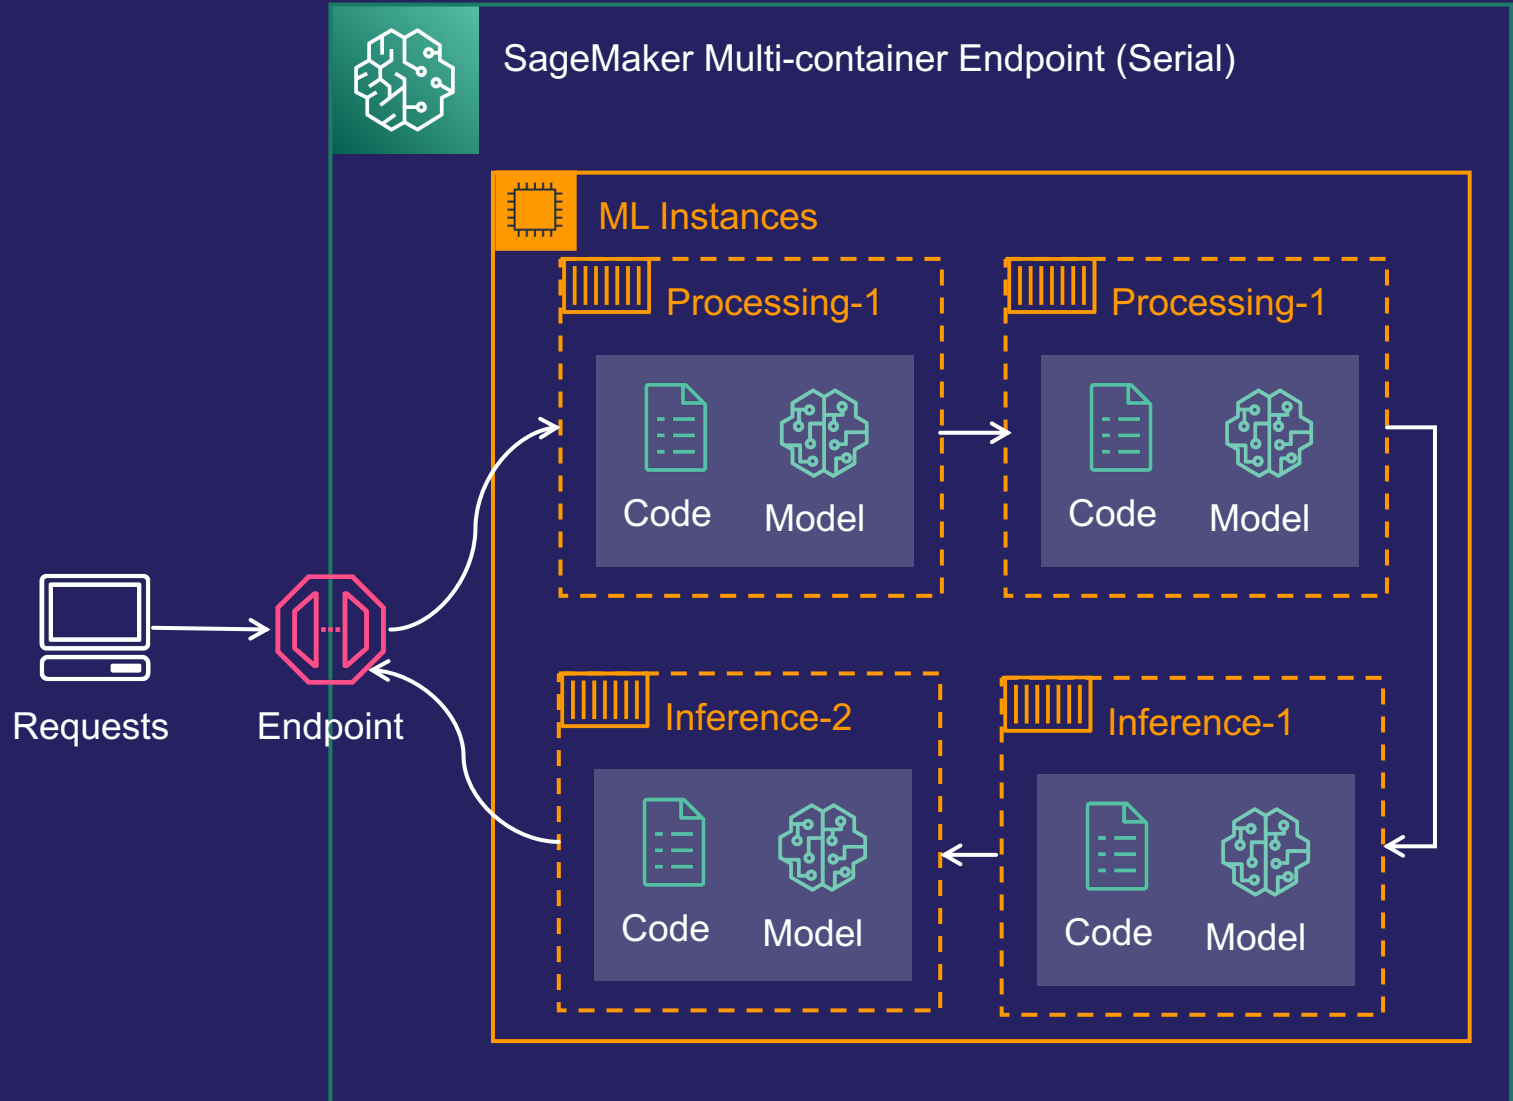 SageMaker Multi-container Endpoint (Serial)
ML Instances
Processing-1
Code
Model
Processing-1
Code
Model
Requests
Endpoint
Inference-2
Code
Model
Inference-1
Code
Model